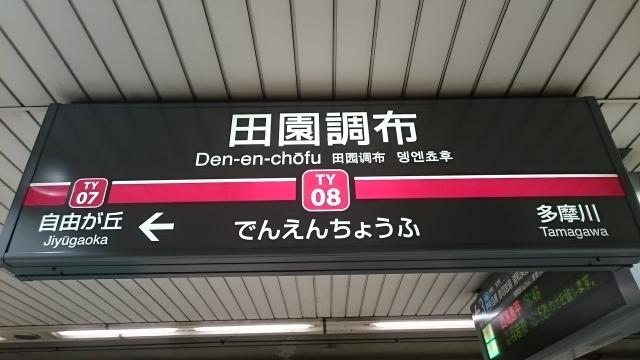 田園調布
Den-en-chōfu 田园调布 덴엔초후
TY
07
TY
08
自由が丘
Jiyūgaoka
←
でんえんちょうふ
多摩川
Tamagawa